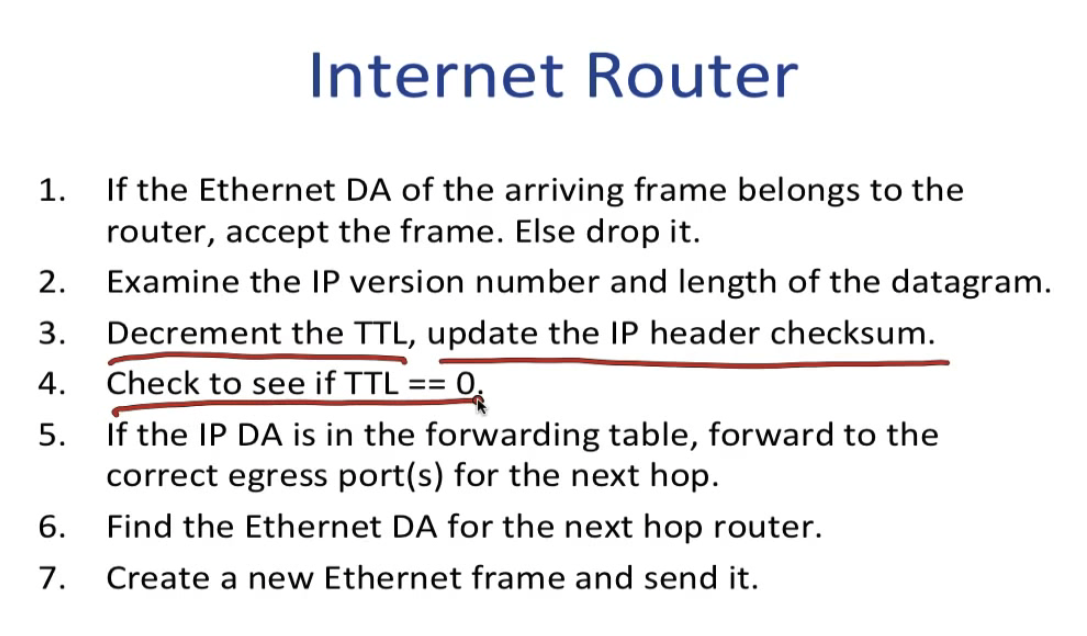 Internet Router
1. If the Ethernet DA of the arriving frame belongs to the
router, accept the frame. Else drop it.
2. Examine the IP version number and length of the datagram.
3. Decrement the TTL, update the IP header checksum.
4. Check to see if TTL == 0.
5. If the IP DA is in the forwarding table, forward to the
correct egress port(s) for the next hop.
6. Find the Ethernet DA for the next hop router.
7. Create a new Ethernet frame and send it.